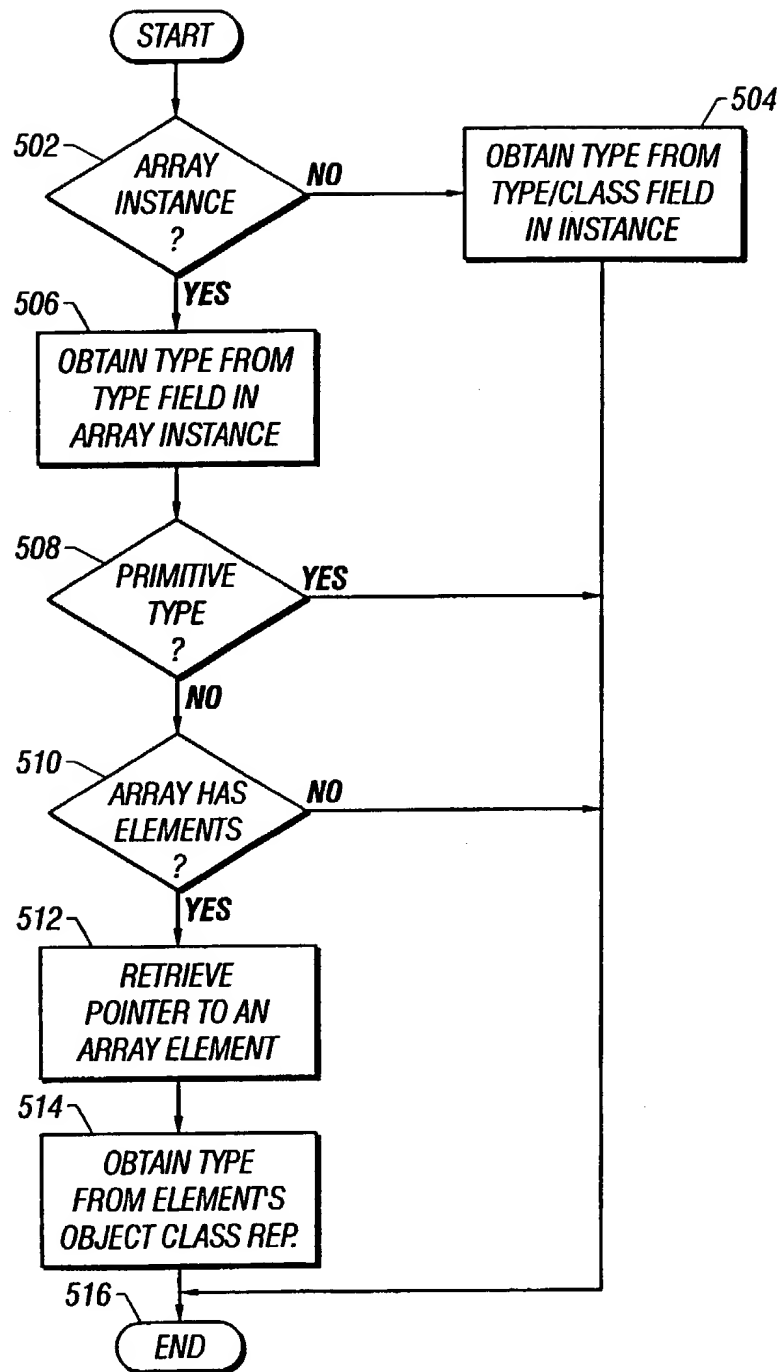 START
502
ARRAY
INSTANCE
?
NO
504
OBTAIN TYPE FROM
TYPE/CLASS FIELD
IN INSTANCE
YES
506
OBTAIN TYPE FROM
TYPE FIELD IN
ARRAY INSTANCE
508
PRIMITIVE
TYPE
?
YES
NO
510
ARRAY HAS
ELEMENTS
?
NO
YES
512
RETRIEVE
POINTER TO AN
ARRAY ELEMENT
514
OBTAIN TYPE
FROM ELEMENT'S
OBJECT CLASS REP.
516
END